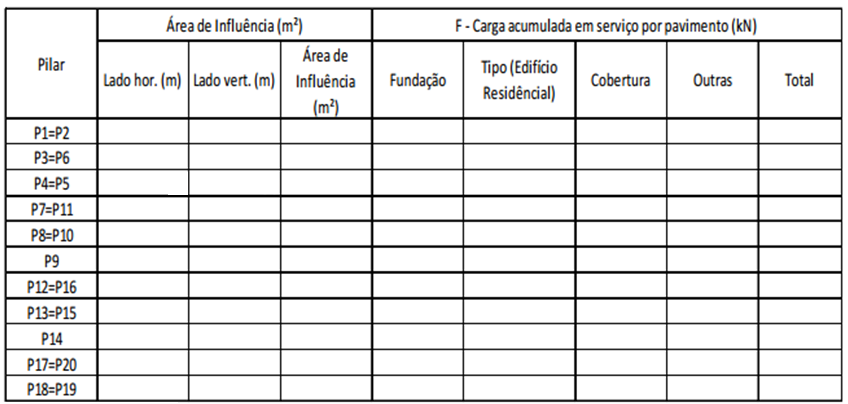 Área de Influência (m²)
F - Carga acumulada em serviço por pavimento (kN)
Pilar
Lado hor. (m)
Lado vert. (m)
Área de
Influência
(m²)
Fundação
Tipo (Edifício
Residêncial)
Cobertura
Outras
Total
P1=P2
P3=P6
P4=P5
P7=P11
P8=P10
P9
P12=P16
P13=P15
P14
P17=P20
P18=P19